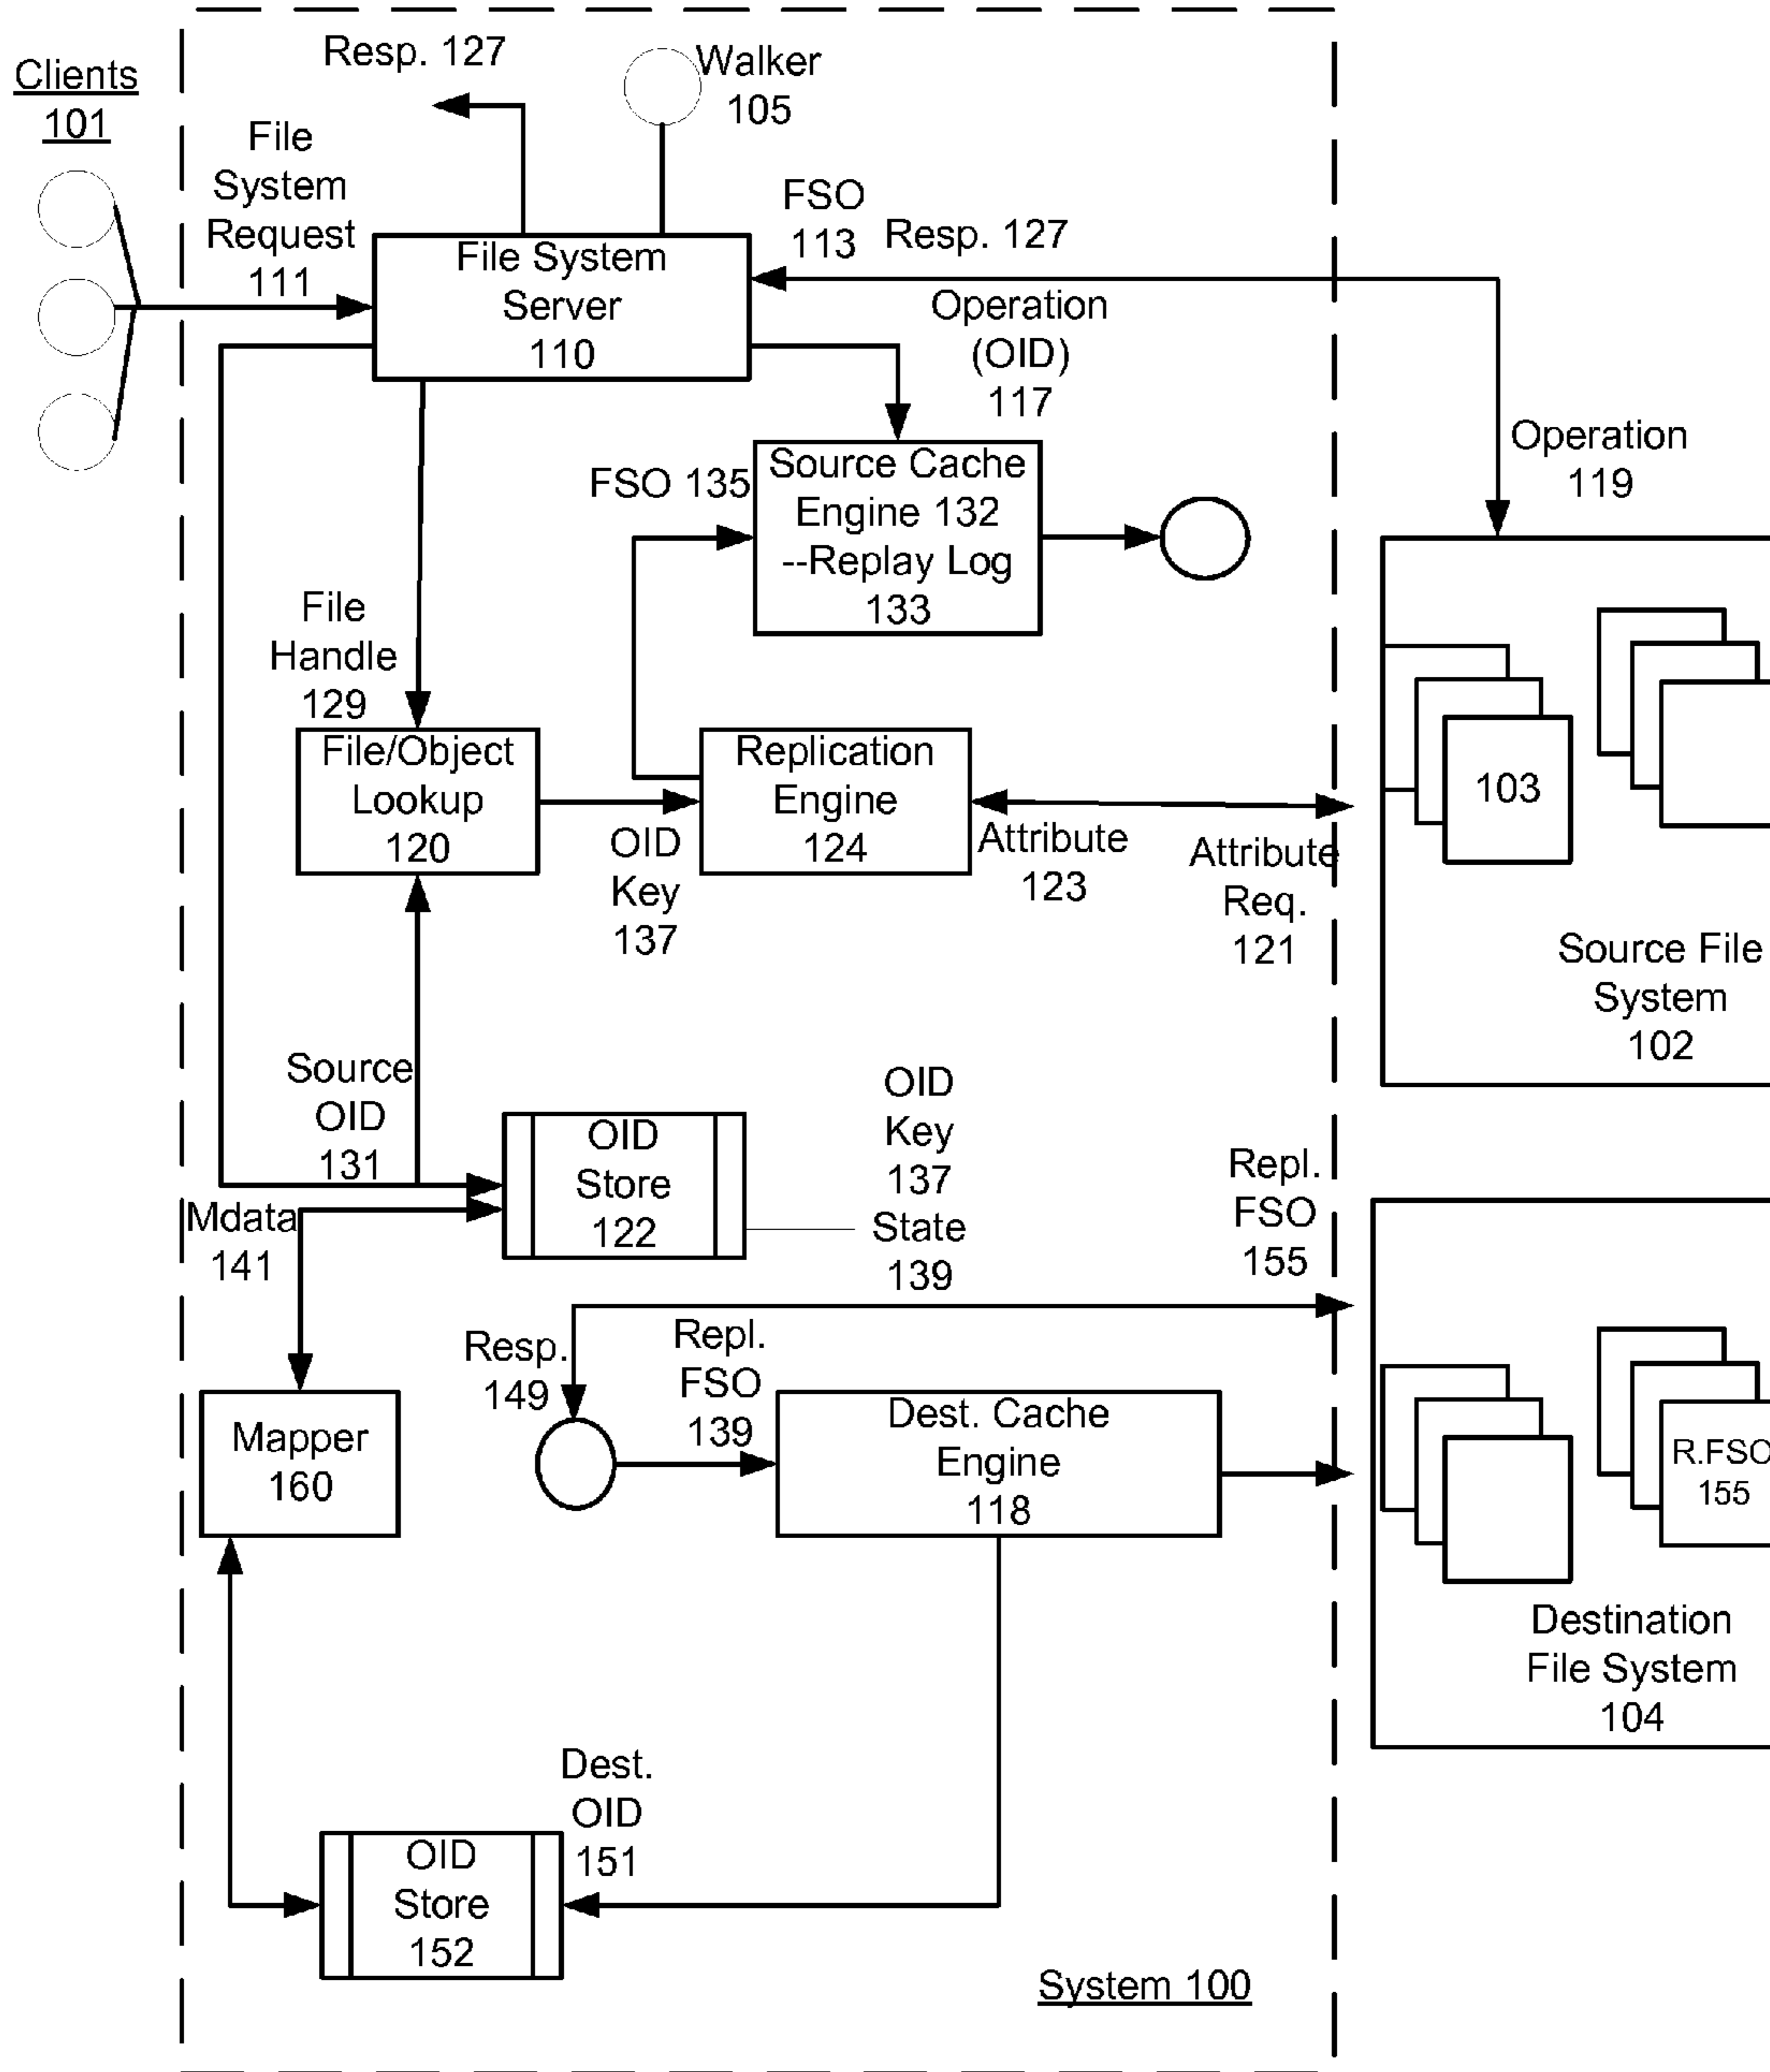 Clients
101
Resp. 127
Walker
105
File
System
Request
111
File System
Server
110
FSO
113
Resp. 127
Operation
(OID)
117
Operation
119
FSO 135
Source Cache
Engine 132
--Replay Log
133
File
Handle
129
File/Object
Lookup
120
OID
Key
137
Replication
Engine
124
Attribute
123
Attribute
Req.
121
103
Source File
System
102
Source
OID
131
OID
Store
122
OID
Key
137
State
139
Mdata
141
Repl.
FSO
155
Resp.
149
Repl.
FSO
139
Mapper
160
Dest. Cache
Engine
118
R.FSO
155
Destination
File System
104
Dest.
OID
151
OID
Store
152
System 100